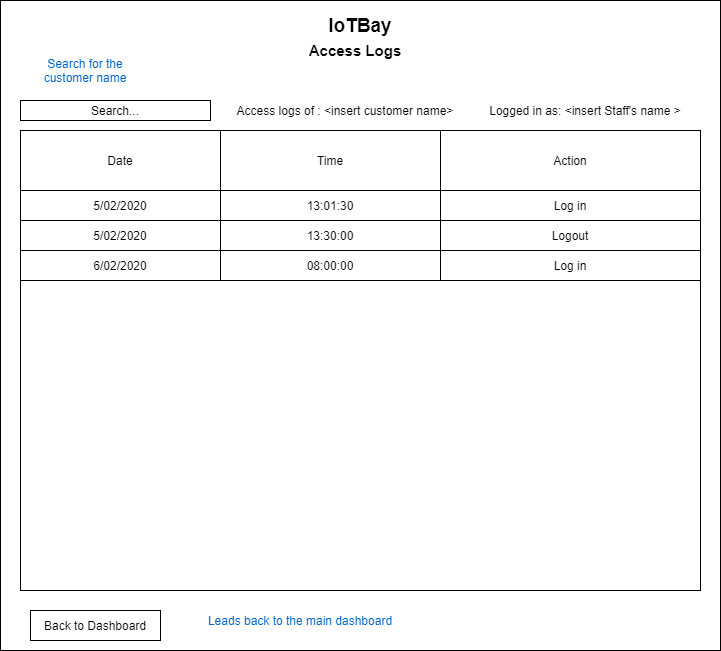 IoTBay
Access Logs
Search for the
customer name
Search...
Access logs of : <insert customer name>
Logged in as: <insert Staff's name >
Date Time Action
5/02/2020 13:01:30 Log in
5/02/2020 13:30:00 Logout
6/02/2020 08:00:00 Log in
Back to Dashboard
Leads back to the main dashboard